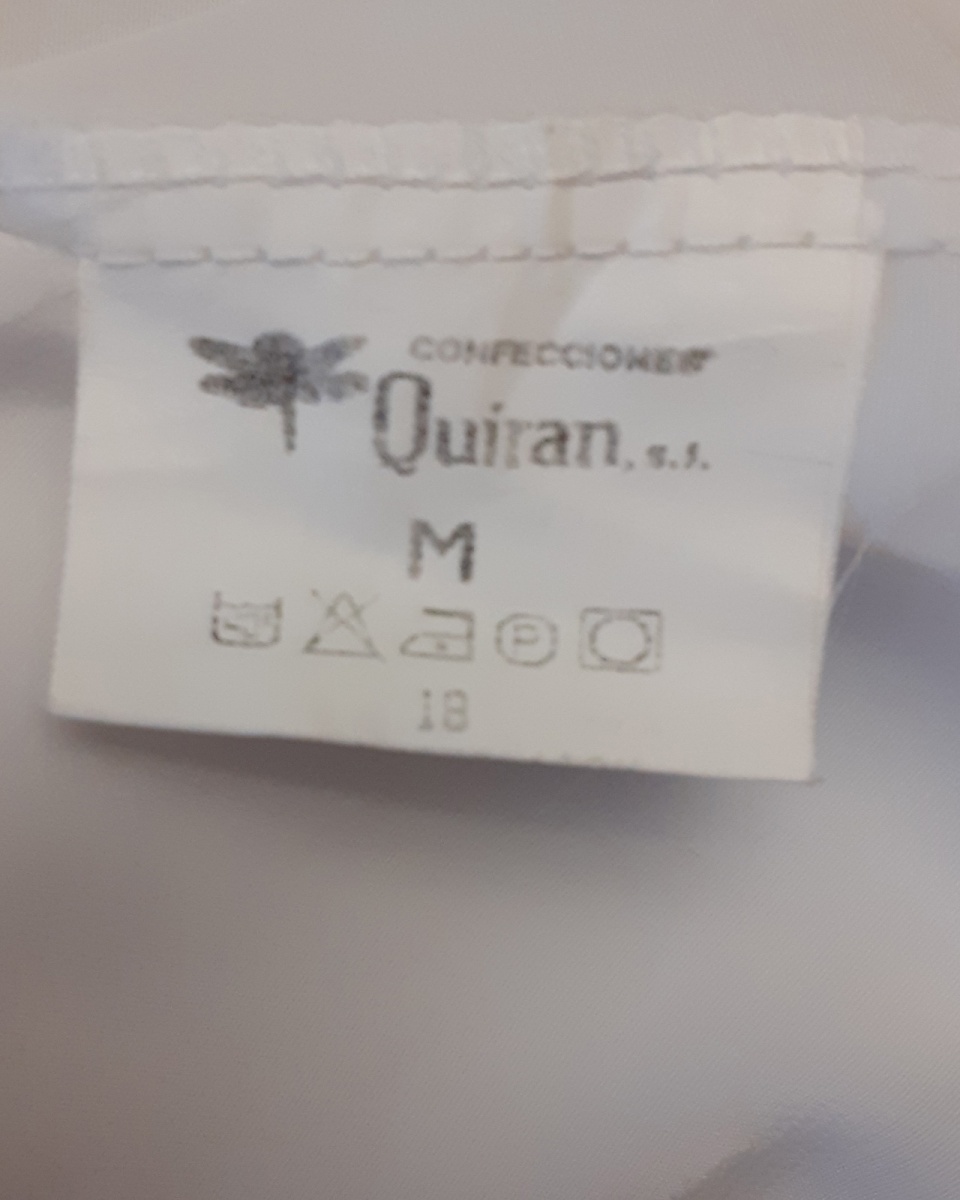 CONFECCIONES
Quiran, s.l.
M
P
18